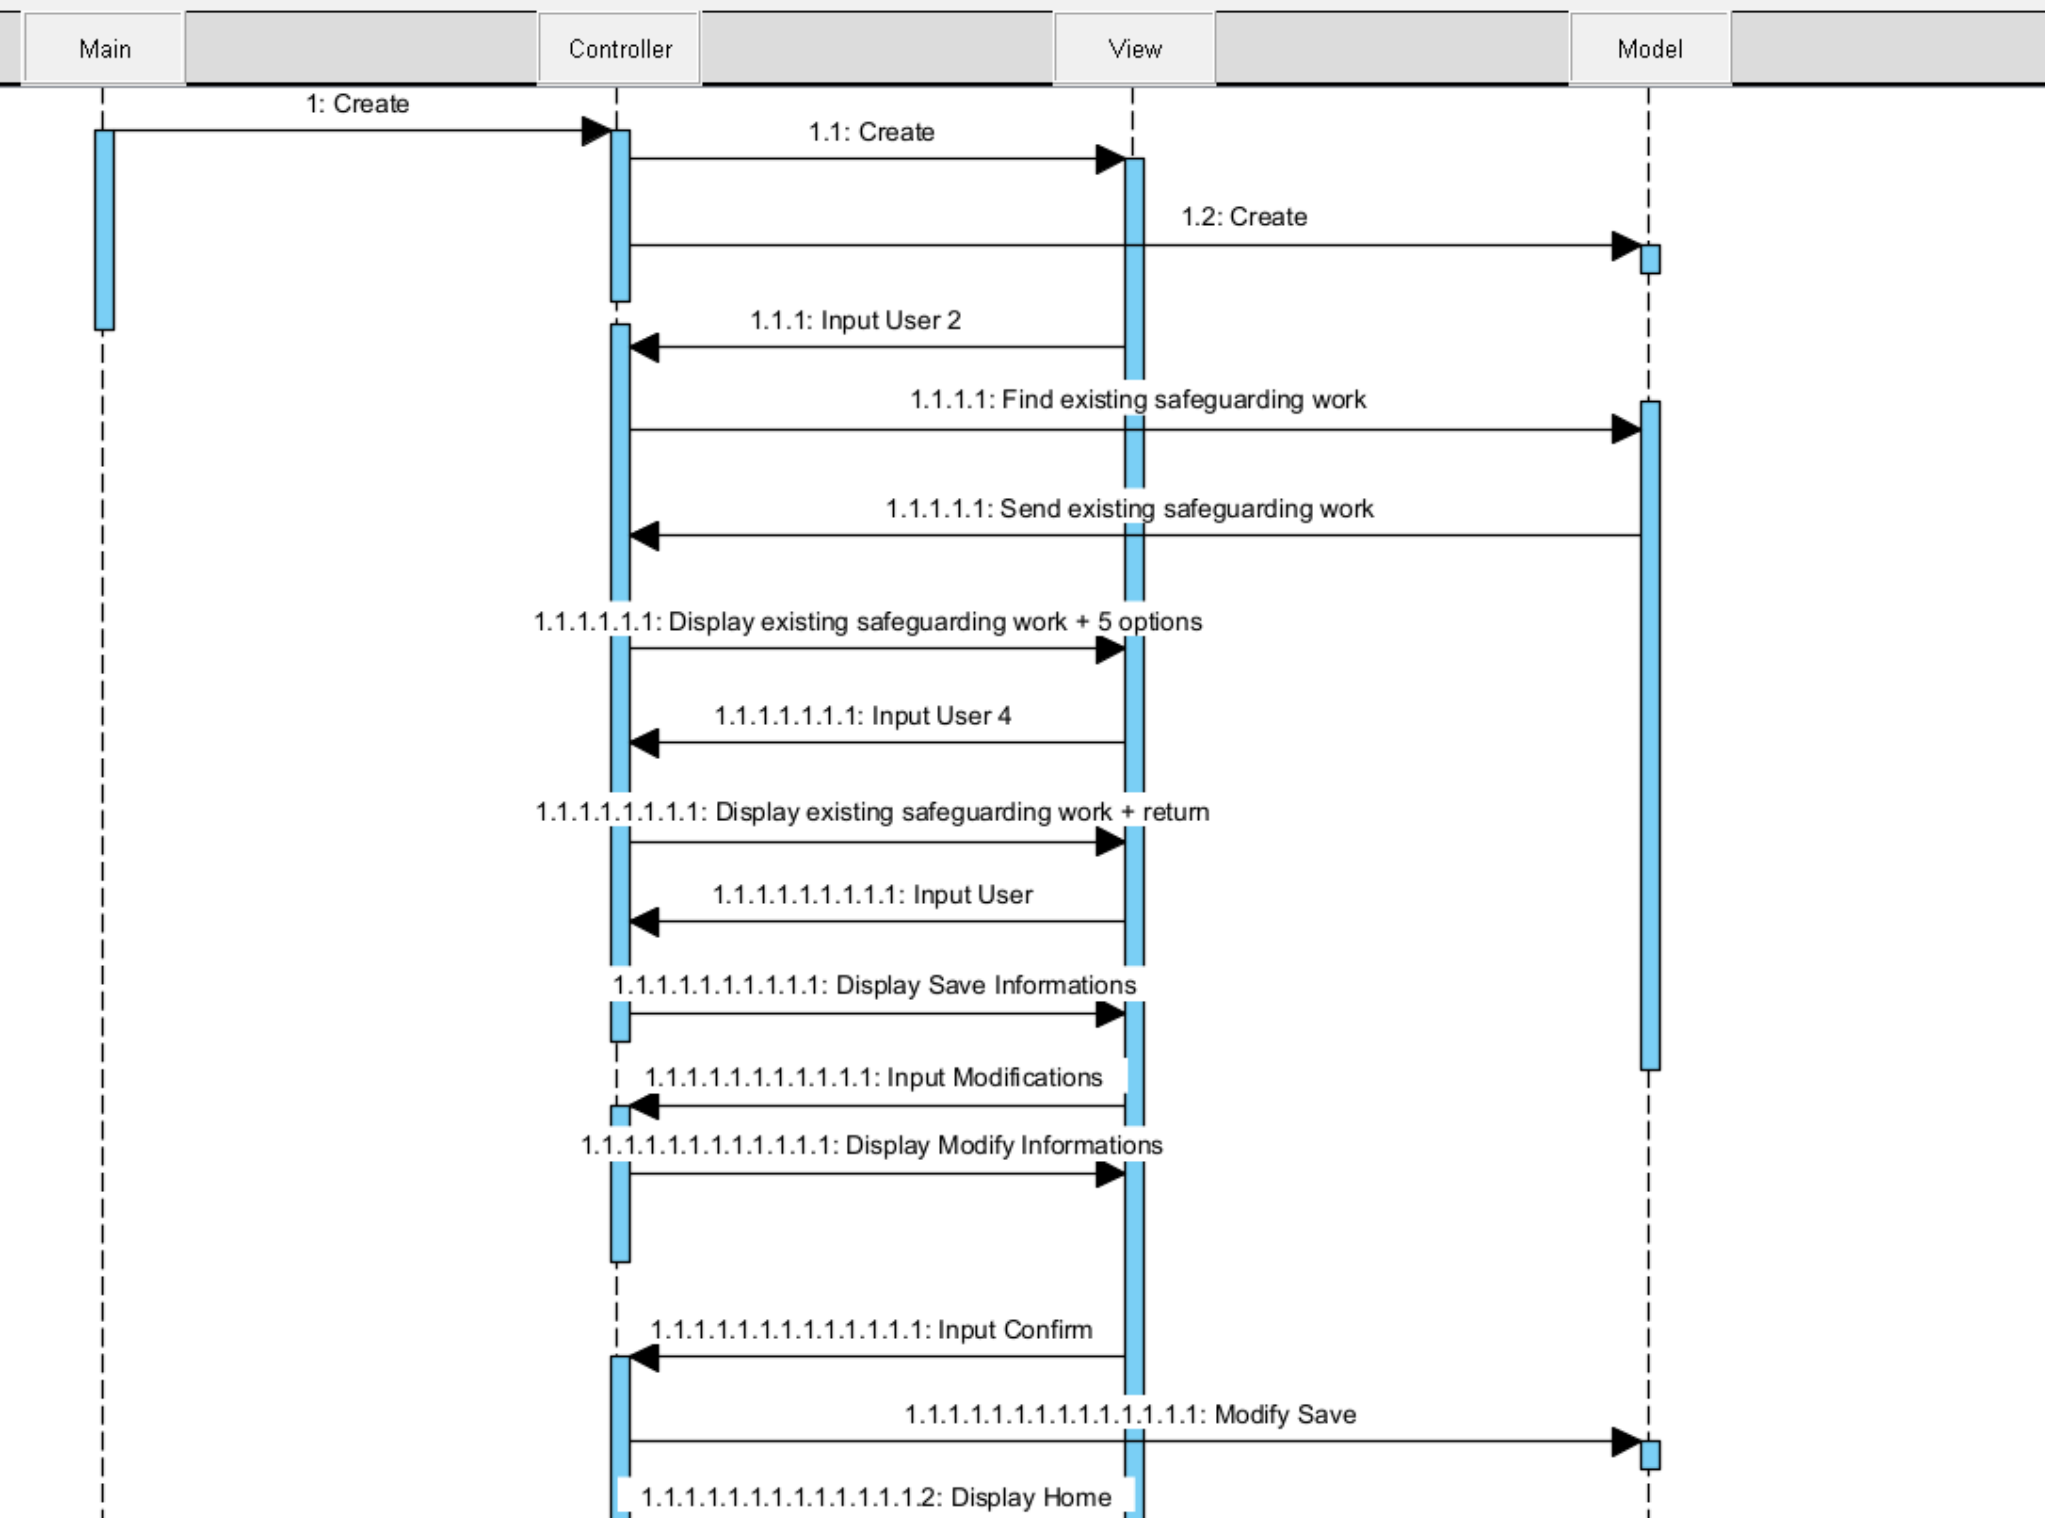 Main
Controller
View
Model
1: Create
1.1: Create
1.2: Create
1.1.1: Input User 2
1.1.1.1: Find existing safeguarding work
1.1.1.1.1: Send existing safeguarding work
1.1.1.1.1.1: Display existing safeguarding work + 5 options
1.1.1.1.1.1.1: Input User 4
1.1.1.1.1.1.1.1: Display existing safeguarding work + return
1.1.1.1.1.1.1.1.1: Input User
1.1.1.1.1.1.1.1.1.1: Display Save Informations
1.1.1.1.1.1.1.1.1.1.1: Input Modifications
1.1.1.1.1.1.1.1.1.1.1.1: Display Modify Informations
1.1.1.1.1.1.1.1.1.1.1.1.1: Input Confirm
1.1.1.1.1.1.1.1.1.1.1.1.1.1: Modify Save
1.1.1.1.1.1.1.1.1.1.1.1.1.2: Display Home